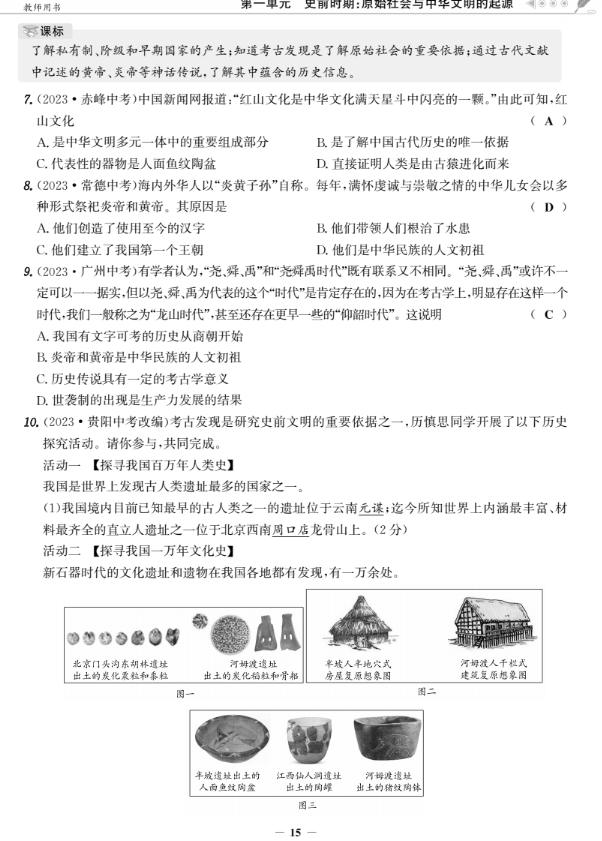 教师用书
第一单元 史前时期:原始社会与中华文明的起源
课标
了解私有制、阶级和早期国家的产生;知道考古发现是了解原始社会的重要依据;通过古代文献
中记述的黄帝、炎帝等神话传说,了解其中蕴含的历史信息。
7.(2023·赤峰中考)中国新闻网报道:“红山文化是中华文化满天星斗中闪亮的一颗。”由此可知,红
山文化 ( A )
A. 是中华文明多元一体中的重要组成部分 B. 是了解中国古代历史的唯一依据
C. 代表性的器物是人面鱼纹陶盆 D. 直接证明人类是由古猿进化而来
8.(2023·常德中考)海内外华人以“炎黄子孙”自称。每年,满怀虔诚与崇敬之情的中华儿女会以多
种形式祭祀炎帝和黄帝。其原因是 ( D )
A. 他们创造了使用至今的汉字 B. 他们带领人们根治了水患
C. 他们建立了我国第一个王朝 D. 他们是中华民族的人文初祖
9.(2023·广州中考)有学者认为,“尧、舜、禹”和“尧舜禹时代”既有联系又不相同。“尧、舜、禹”或许不一
定可以一一据实,但以尧、舜、禹为代表的这个“时代”是肯定存在的,因为在考古学上,明显存在这样一个
时代,我们一般称之为“龙山时代”,甚至还存在更早一些的“仰韶时代”。这说明 ( C )
A. 我国有文字可考的历史从商朝开始
B. 炎帝和黄帝是中华民族的人文初祖
C. 历史传说具有一定的考古学意义
D. 世袭制的出现是生产力发展的结果
10.(2023·贵阳中考改编)考古发现是研究史前文明的重要依据之一,历慎思同学开展了以下历史
探究活动。请你参与,共同完成。
活动一 【探寻我国百万年人类史】
我国是世界上发现古人类遗址最多的国家之一。
(1)我国境内目前已知最早的古人类之一的遗址位于云南元谋;迄今所知世界上内涵最丰富、材
料最齐全的直立人遗址之一位于北京西南周口店龙骨山上。(2 分)
活动二 【探寻我国一万年文化史】
新石器时代的文化遗址和遗物在我国各地都有发现,有一万余处。
北京门头沟东胡林遗址
出土的炭化粟粒和黍粒
河姆渡遗址
出土的炭化稻粒和骨耜
图一
半坡人半地穴式
房屋复原想象图
河姆渡人干栏式
建筑复原想象图
图二
半坡遗址出土的
人面鱼纹陶盆
江西仙人洞遗址
出土的陶罐
河姆渡遗址
出土的猪纹陶钵
图三
— 15 —